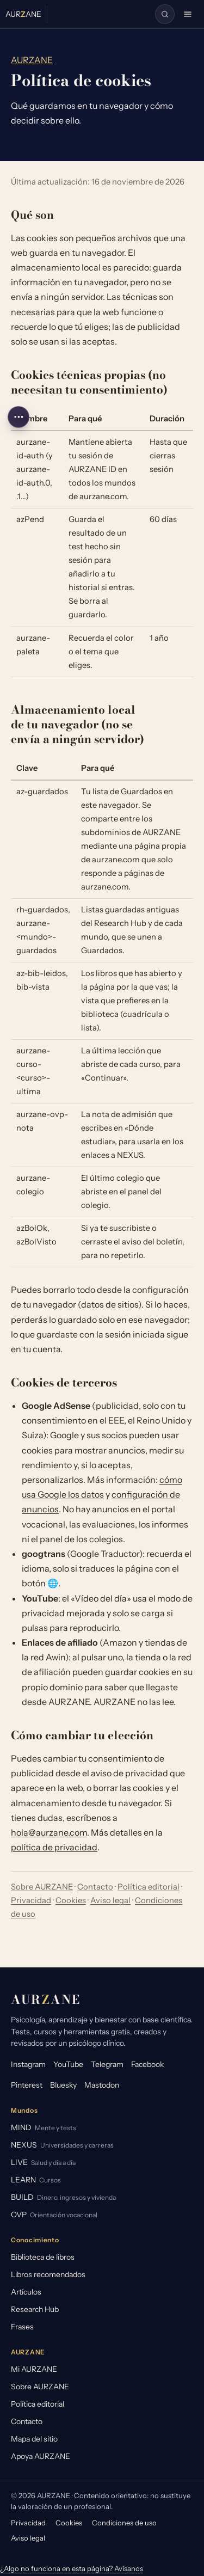 AURZANE
AURZANE
Política de cookies
Qué guardamos en tu navegador y cómo
decidir sobre ello.
Última actualización: 16 de noviembre de 2026
Qué son
Las cookies son pequeños archivos que una
web guarda en tu navegador. El
almacenamiento local es parecido: guarda
información en tu navegador, pero no se
envía a ningún servidor. Las técnicas son
necesarias para que la web funcione o
recuerde lo que tú eliges; las de publicidad
solo se usan si las aceptas.
Cookies técnicas propias (no
necesitan tu consentimiento)
Para qué Duración
aurzane-
id-auth (y
aurzane-
id-auth.0,
.1…)
Mantiene abierta
tu sesión de
AURZANE ID en
todos los mundos
de aurzane.com.
Hasta que
cierras
sesión
azPend
Guarda el
resultado de un
test hecho sin
sesión para
añadirlo a tu
historial si entras.
Se borra al
guardarlo.
60 días
aurzane-
paleta
Recuerda el color
o el tema que
eliges.
1 año
Almacenamiento local
de tu navegador (no se
envía a ningún servidor)
Clave Para qué
az-guardados
Tu lista de Guardados en
este navegador. Se
comparte entre los
subdominios de AURZANE
mediante una página propia
de aurzane.com que solo
responde a páginas de
aurzane.com.
rh-guardados,
aurzane-
<mundo>-
guardados
Listas guardadas antiguas
del Research Hub y de cada
mundo, que se unen a
Guardados.
az-bib-leidos,
bib-vista
Los libros que has abierto y
la página por la que vas; la
vista que prefieres en la
biblioteca (cuadrícula o
lista).
aurzane-
curso-
<curso>-
ultima
La última lección que
abriste de cada curso, para
«Continuar».
aurzane-ovp-
nota
La nota de admisión que
escribes en «Dónde
estudiar», para usarla en los
enlaces a NEXUS.
aurzane-
colegio
El último colegio que
abriste en el panel del
colegio.
azBolOk,
azBolVisto
Si ya te suscribiste o
cerraste el aviso del boletín,
para no repetirlo.
Puedes borrarlo todo desde la configuración
de tu navegador (datos de sitios). Si lo haces,
perderás lo guardado solo en ese navegador;
lo que guardaste con la sesión iniciada sigue
en tu cuenta.
Cookies de terceros
Google AdSense (publicidad, solo con tu
consentimiento en el EEE, el Reino Unido y
Suiza): Google y sus socios pueden usar
cookies para mostrar anuncios, medir su
rendimiento y, si lo aceptas,
personalizarlos. Más información: cómo
usa Google los datos y configuración de
anuncios. No hay anuncios en el portal
vocacional, las evaluaciones, los informes
ni el panel de los colegios.
googtrans (Google Traductor): recuerda el
idioma solo si traduces la página con el
botón 🌐.
YouTube: el «Vídeo del día» usa el modo de
privacidad mejorada y solo se carga si
pulsas para reproducirlo.
Enlaces de afiliado (Amazon y tiendas de
la red Awin): al pulsar uno, la tienda o la red
de afiliación pueden guardar cookies en su
propio dominio para saber que llegaste
desde AURZANE. AURZANE no las lee.
Cómo cambiar tu elección
Puedes cambiar tu consentimiento de
publicidad desde el aviso de privacidad que
aparece en la web, o borrar las cookies y el
almacenamiento desde tu navegador. Si
tienes dudas, escríbenos a
hola@aurzane.com. Más detalles en la
política de privacidad.
Sobre AURZANE · Contacto · Política editorial ·
Privacidad · Cookies · Aviso legal · Condiciones
de uso
AURZANE
Psicología, aprendizaje y bienestar con base científica.
Tests, cursos y herramientas gratis, creados y
revisados por un psicólogo clínico.
Instagram YouTube Telegram Facebook
Pinterest Bluesky Mastodon
Mundos
MIND Mente y tests
NEXUS Universidades y carreras
LIVE Salud y día a día
LEARN Cursos
BUILD Dinero, ingresos y vivienda
OVP Orientación vocacional
Conocimiento
Biblioteca de libros
Libros recomendados
Artículos
Research Hub
Frases
AURZANE
Mi AURZANE
Sobre AURZANE
Política editorial
Contacto
Mapa del sitio
Apoya AURZANE
© 2026 AURZANE · Contenido orientativo: no sustituye
la valoración de un profesional.
Privacidad Cookies Condiciones de uso
Aviso legal
¿Algo no funciona en esta página? Avísanos